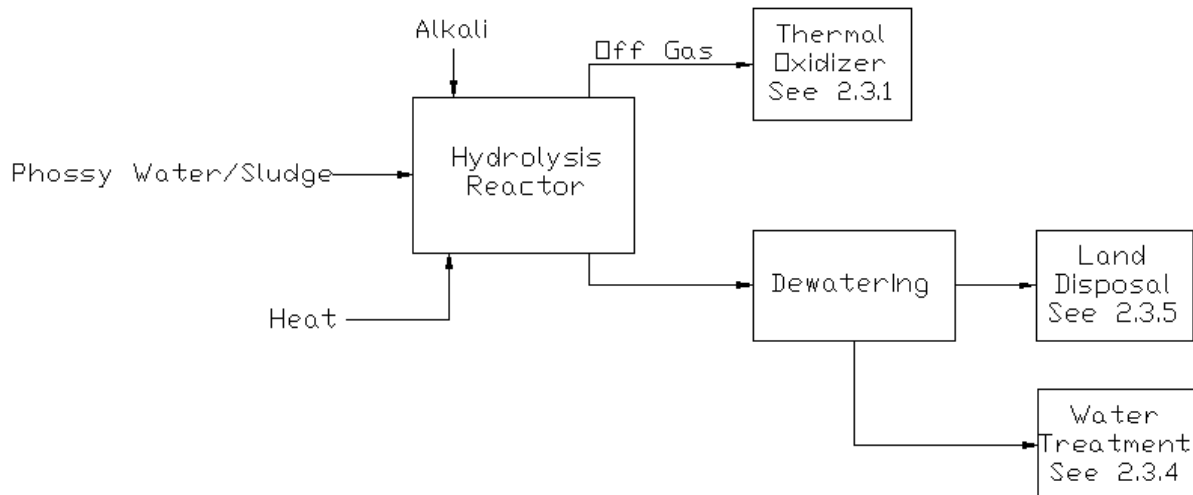 Alkali
Off Gas
Thermal
Oxidizer
See 2.3.1
Phossy Water/Sludge
Hydrolysis
Reactor
Heat
Dewatering
Land
Disposal
See 2.3.5
Water
Treatment
See 2.3.4